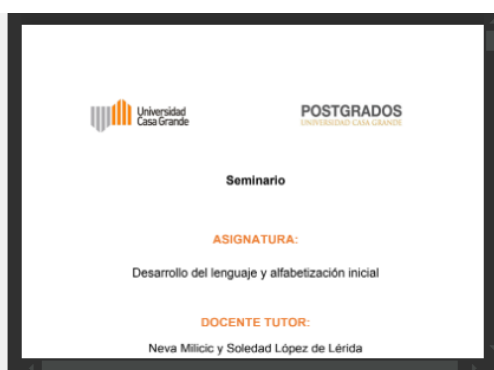 Universidad
Casa Grande
POSTGRADOS
UNIVERSIDAD CASA GRANDE
Seminario
ASIGNATURA:
Desarrollo del lenguaje y alfabetización inicial
DOCENTE TUTOR:
Neva Milicic y Soledad López de Lérida